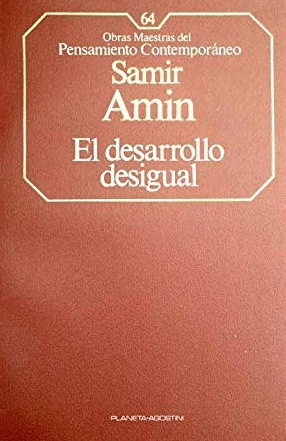 64
Obras Maestras del
Pensamiento Contemporáneo
Samir
Amin
El desarrollo
desigual
PLANETA-AGOSTINI